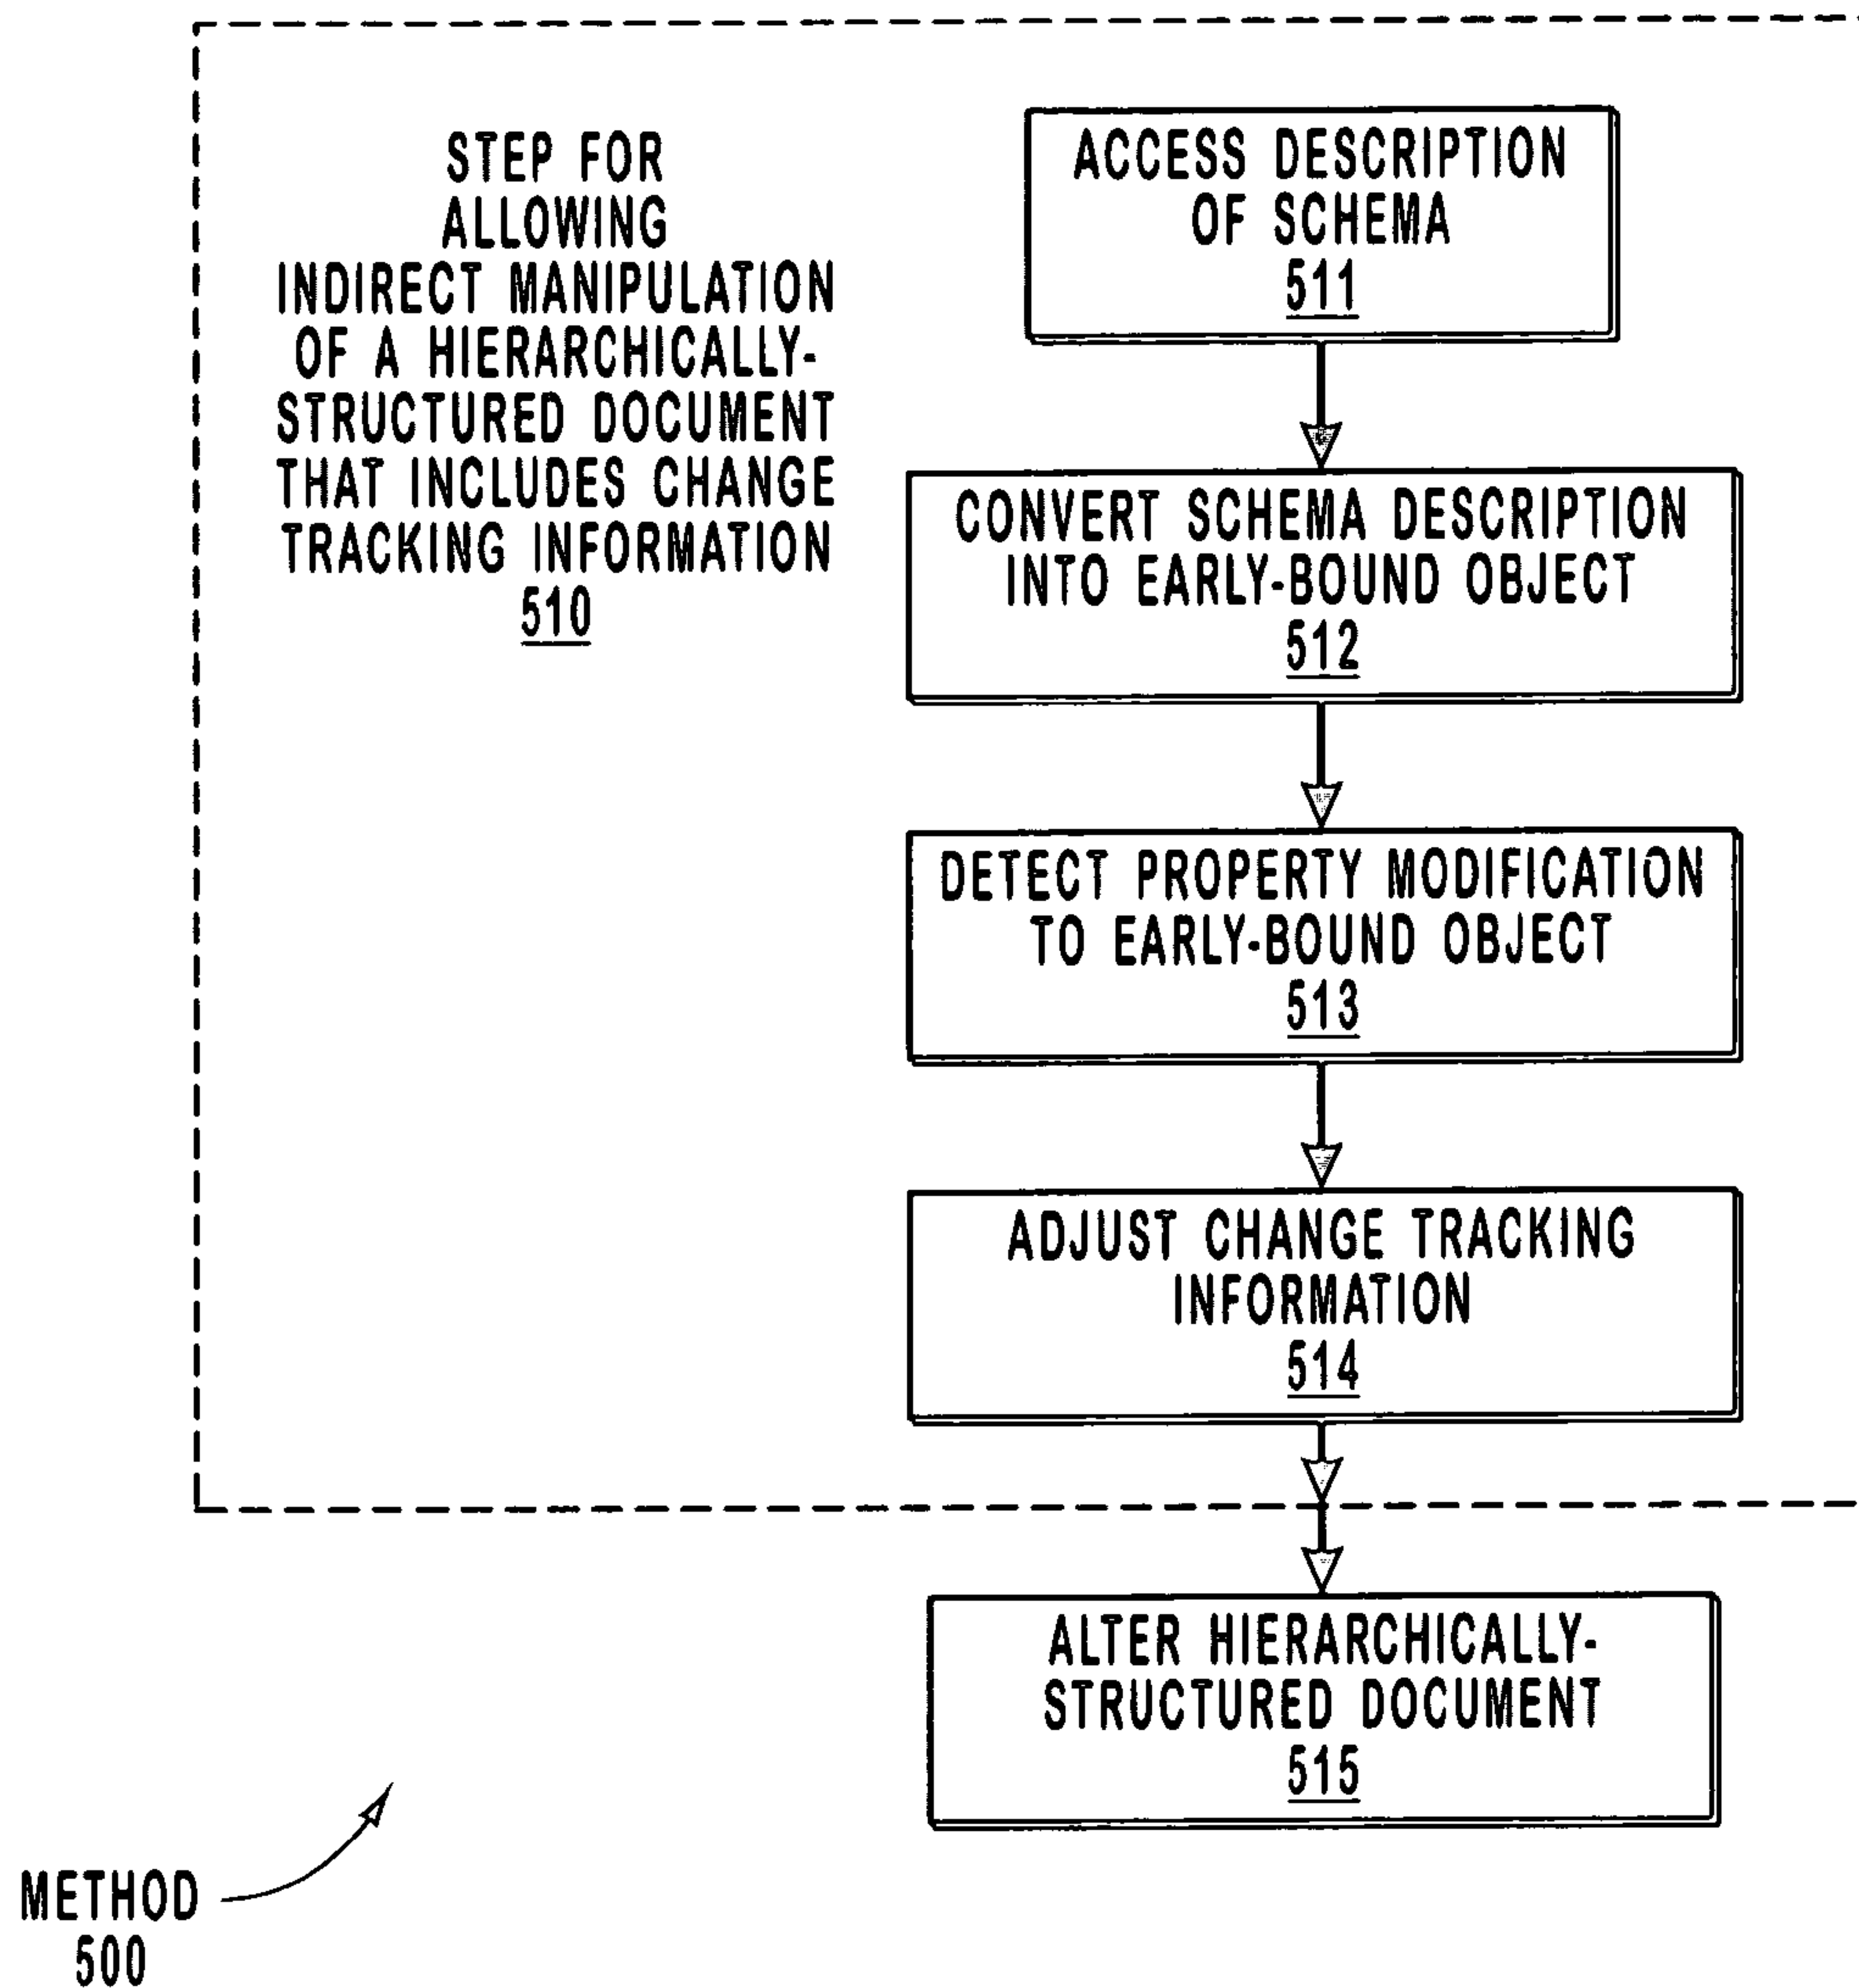 STEP FOR
ALLOWING
INDIRECT MANIPULATION
OF A HIERARCHICALLY-
STRUCTURED DOCUMENT
THAT INCLUDES CHANGE
TRACKING INFORMATION
510
ACCESS DESCRIPTION
OF SCHEMA
511
CONVERT SCHEMA DESCRIPTION
INTO EARLY-BOUND OBJECT
512
DETECT PROPERTY MODIFICATION
TO EARLY-BOUND OBJECT
513
ADJUST CHANGE TRACKING
INFORMATION
514
ALTER HIERARCHICALLY-
STRUCTURED DOCUMENT
515
METHOD
500